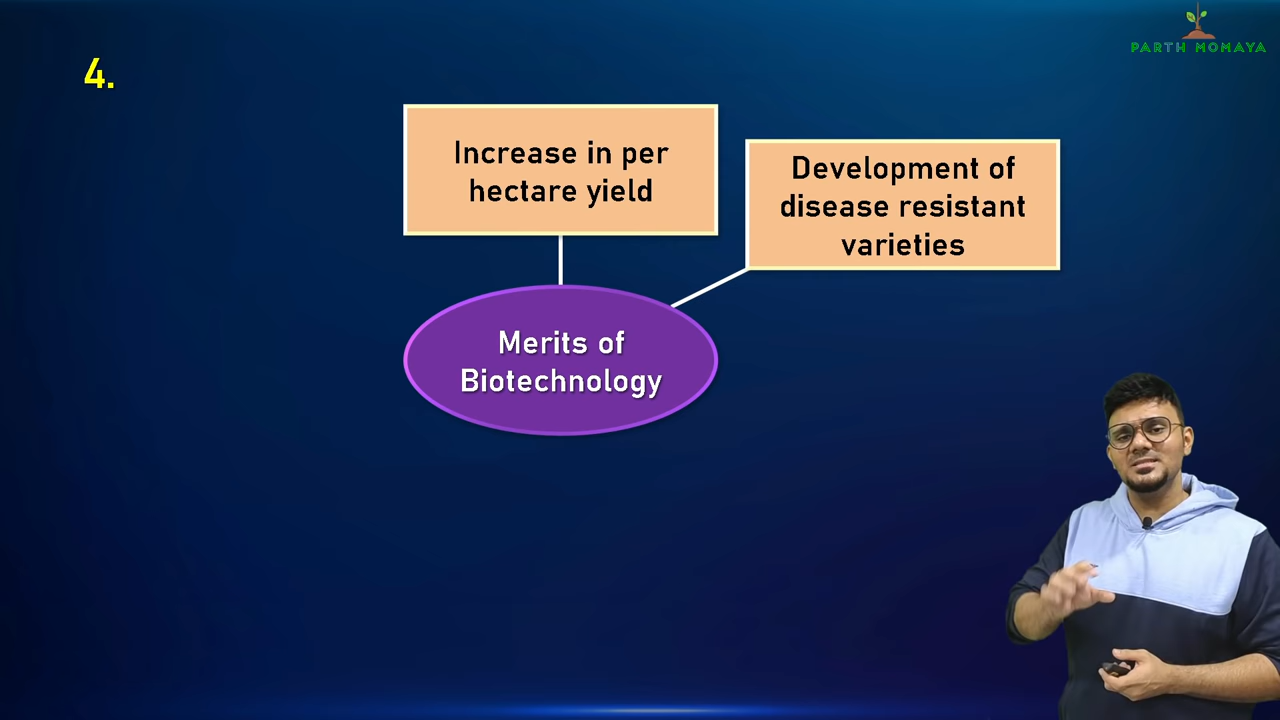 PARTH MOMAYA
4.
Increase in per
hectare yield
Development of
disease resistant
varieties
Merits of
Biotechnology